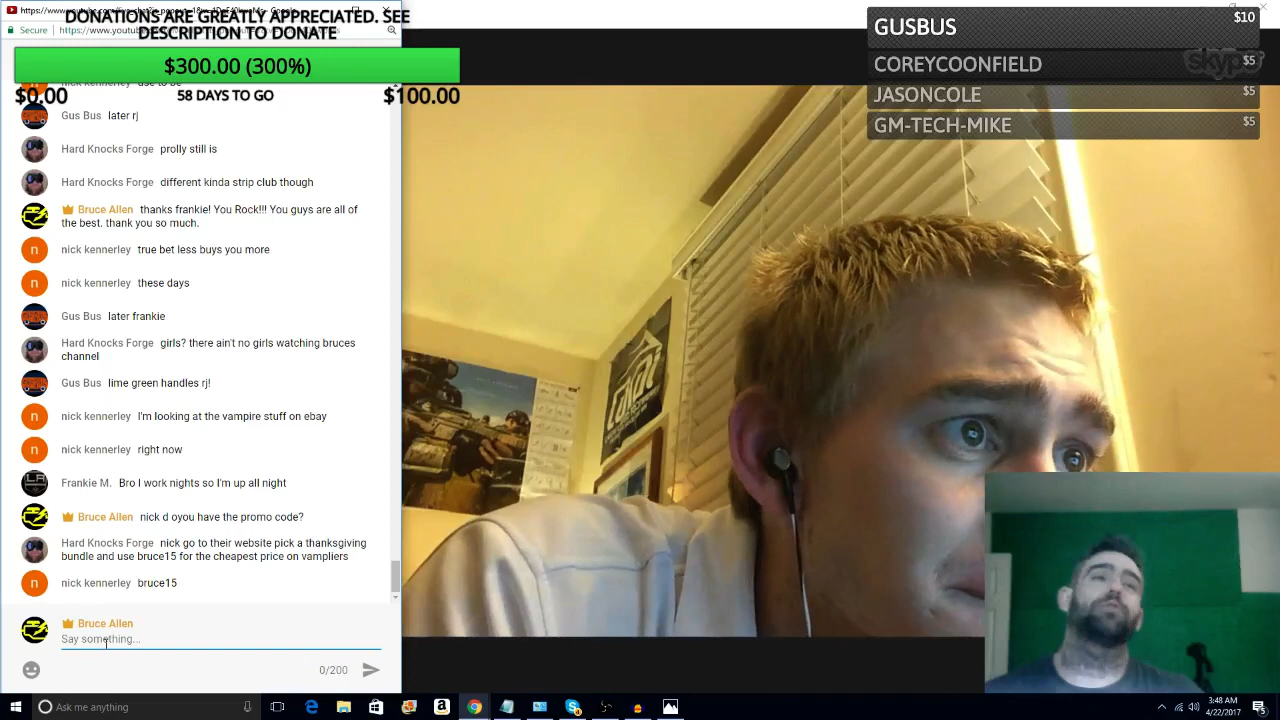 DONATIONS ARE GREATLY APPRECIATED. SEE
DESCRIPTION TO DONATE
Secure
$300.00 (300%)
$0.00
58 DAYS TO GO
$100.00
GUSBUS $10
COREYCOONFIELD $5
JASONCOLE $5
GM-TECH-MIKE $5
skype
nick kennerley use to be
Gus Bus later rj
Hard Knocks Forge prolly still is
Hard Knocks Forge different kinda strip club though
Bruce Allen thanks frankie! You Rock!!! You guys are all of
the best. thank you so much.
nick kennerley true bet less buys you more
nick kennerley these days
Gus Bus later frankie
Hard Knocks Forge girls? there ain't no girls watching bruces
channel
Gus Bus lime green handles rj!
nick kennerley I'm looking at the vampire stuff on ebay
nick kennerley right now
Frankie M. Bro I work nights so I'm up all night
Bruce Allen nick d oyou have the promo code?
Hard Knocks Forge nick go to their website pick a thanksgiving
bundle and use bruce15 for the cheapest price on vampliers
nick kennerley bruce15
Bruce Allen
Say something...
0/200
Ask me anything
3:48 AM
4/22/2017